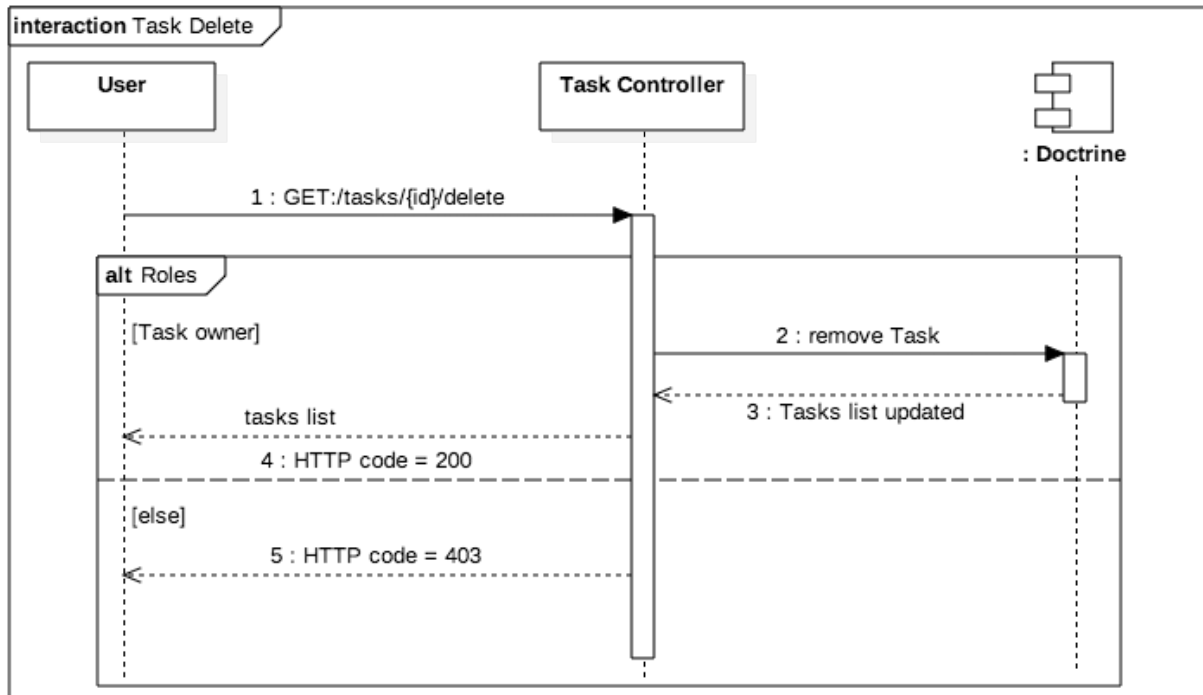 interaction Task Delete
User
Task Controller
: Doctrine
1 : GET:/tasks/{id}/delete
alt Roles
[Task owner]
2 : remove Task
3 : Tasks list updated
tasks list
4 : HTTP code = 200
[else]
5 : HTTP code = 403